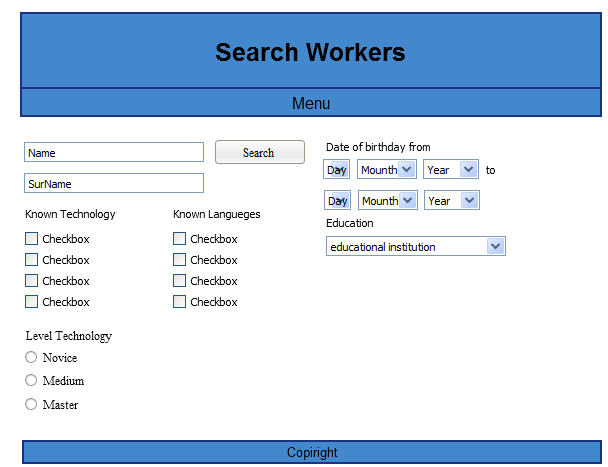 Search Workers
Menu
Name
Search
SurName
Known Technology
Known Langueges
Checkbox
Checkbox
Checkbox
Checkbox
Checkbox
Checkbox
Checkbox
Checkbox
Level Technology
Novice
Medium
Master
Date of birthday from
Day Mounth Year to
Day Mounth Year
Education
educational institution
Copiright